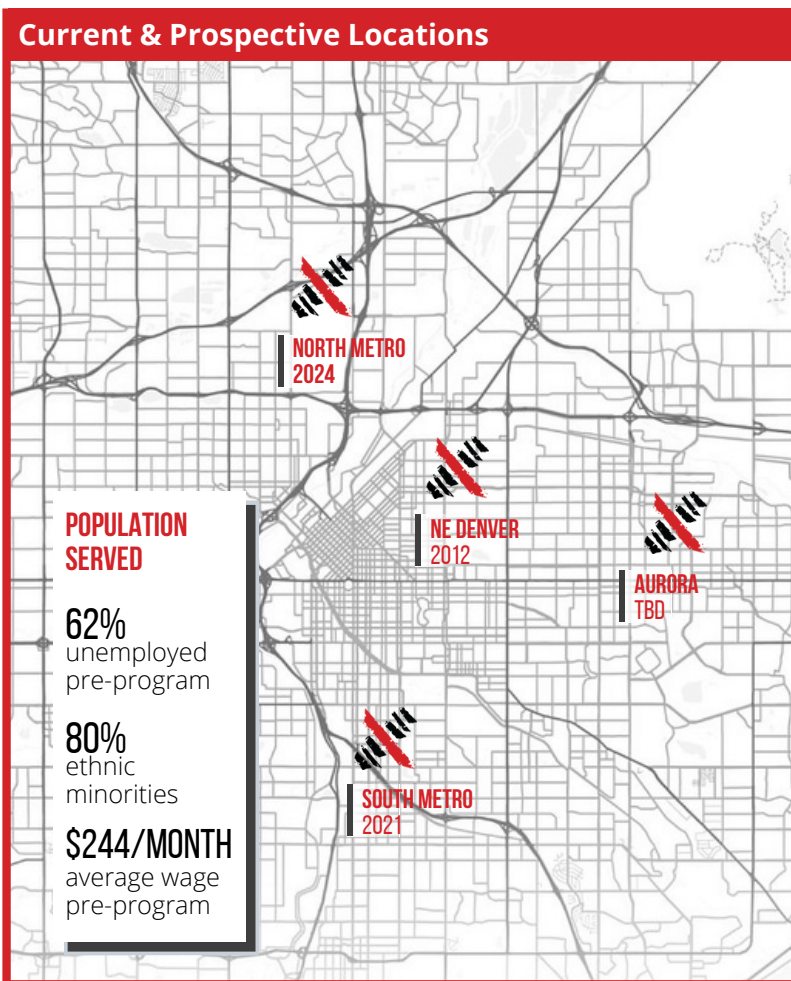 Current & Prospective Locations
NORTH METRO
2024
NE DENVER
2012
AURORA
TBD
SOUTH METRO
2021
POPULATION
SERVED
62%
unemployed
pre-program
80%
ethnic
minorities
$244/MONTH
average wage
pre-program